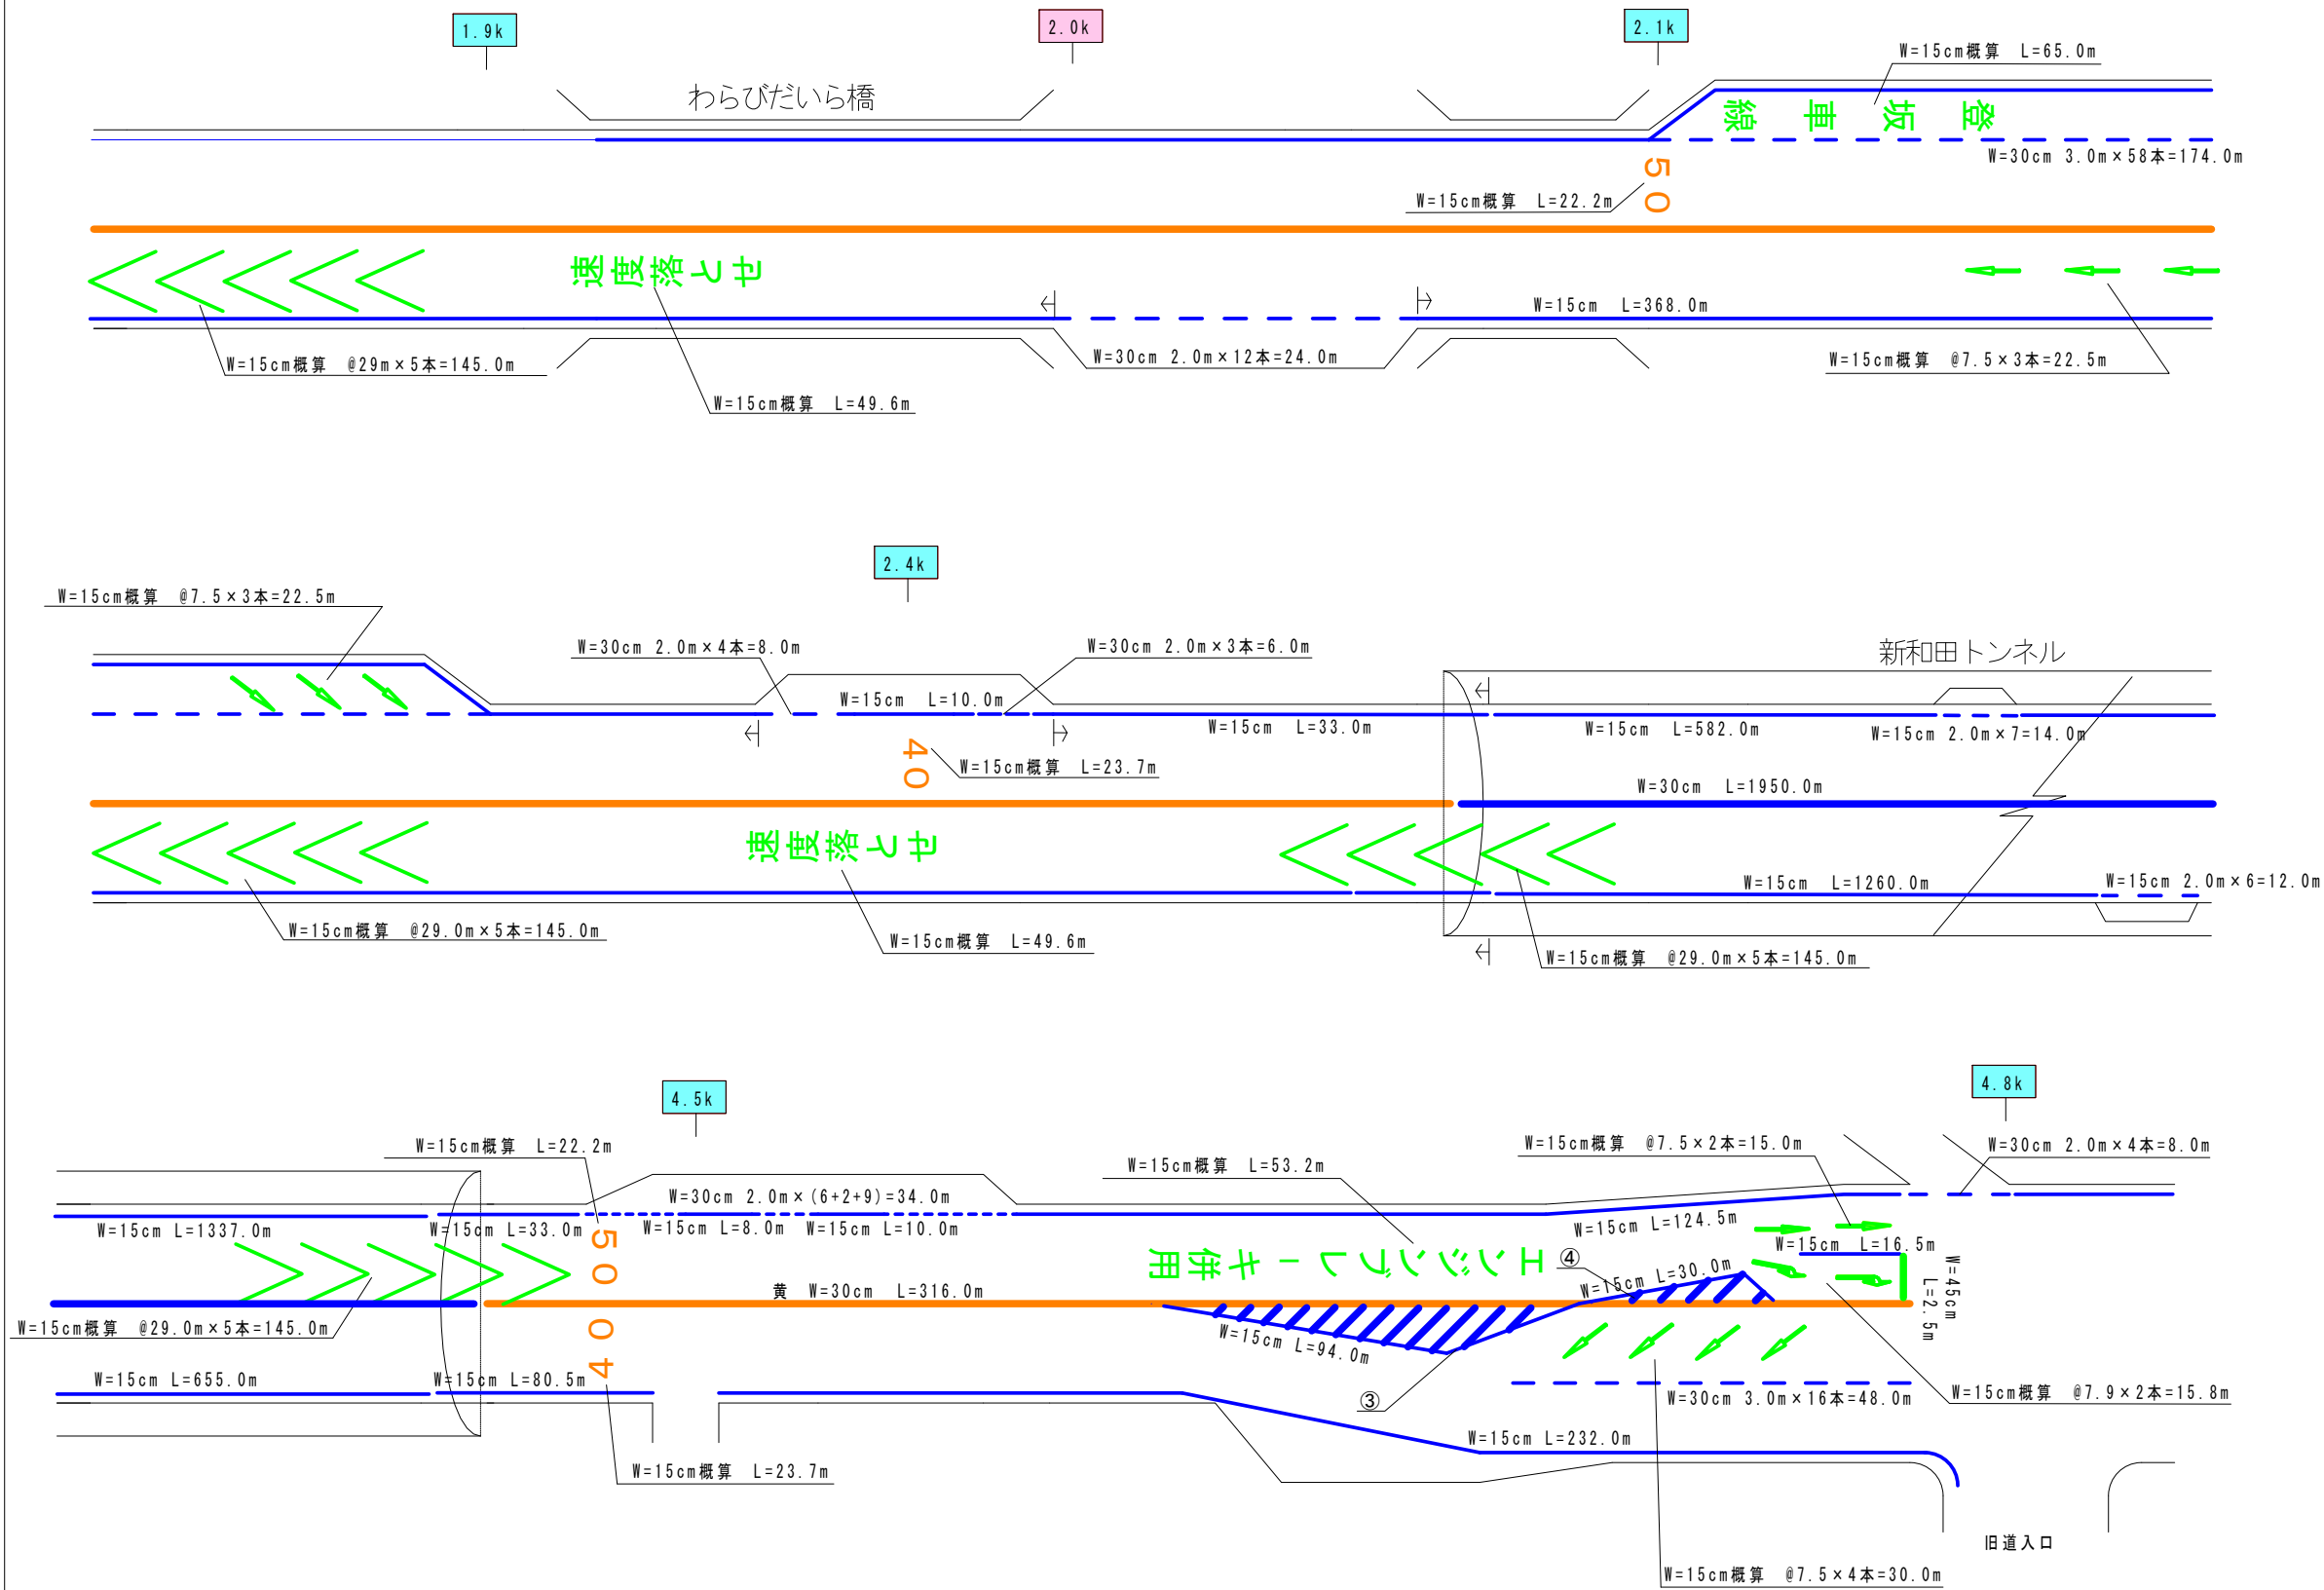 1.9k
2.0k
2.1k
W=15cm概算 L=65.0m
わらびだいら橋
登坂車線
W=30cm 3.0m×58本=174.0m
50
W=15cm概算 L=22.2m
速度落とせ
W=15cm L=368.0m
W=15cm概算 @29m×5本=145.0m
W=30cm 2.0m×12本=24.0m
W=15cm概算 @7.5×3本=22.5m
W=15cm概算 L=49.6m
2.4k
W=15cm概算 @7.5×3本=22.5m
W=30cm 2.0m×4本=8.0m
W=30cm 2.0m×3本=6.0m
新和田トンネル
W=15cm L=10.0m
W=15cm L=33.0m
W=15cm L=582.0m
W=15cm 2.0m×7=14.0m
40
W=15cm概算 L=23.7m
W=30cm L=1950.0m
速度落とせ
W=15cm L=1260.0m
W=15cm 2.0m×6=12.0m
W=15cm概算 @29.0m×5本=145.0m
W=15cm概算 L=49.6m
W=15cm概算 @29.0m×5本=145.0m
4.5k
4.8k
W=15cm概算 L=22.2m
W=15cm概算 L=53.2m
W=15cm概算 @7.5×2本=15.0m
W=30cm 2.0m×4本=8.0m
W=30cm 2.0m×(6+2+9)=34.0m
W=15cm L=1337.0m
W=15cm L=33.0m
W=15cm L=8.0m
W=15cm L=10.0m
W=15cm L=124.5m
W=15cm L=16.5m
50
エンジンブレーキ併用
④
W=15cm L=30.0m
W=45cm
L=2.5m
黄 W=30cm L=316.0m
W=15cm概算 @29.0m×5本=145.0m
40
W=15cm L=94.0m
W=15cm L=655.0m
W=15cm L=80.5m
③
W=30cm 3.0m×16本=48.0m
W=15cm概算 @7.9×2本=15.8m
W=15cm L=232.0m
W=15cm概算 L=23.7m
旧道入口
W=15cm概算 @7.5×4本=30.0m